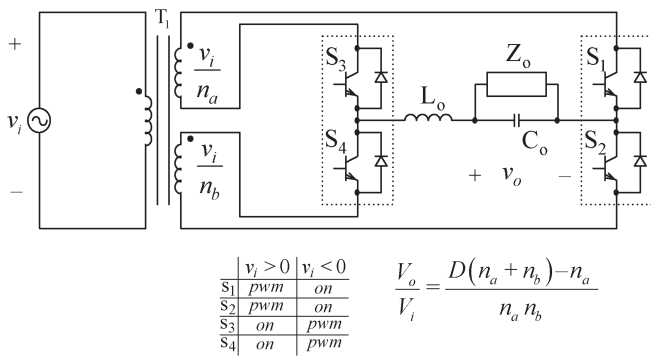 T1
+
vi
–
vi/na
vi/nb
S3
S4
Lo
Zo
Co
+ vo –
S1
S2
vi > 0 vi < 0
S1 pwm on
S2 pwm on
S3 on pwm
S4 on pwm
Vo/Vi = D(na + nb)–na / na nb